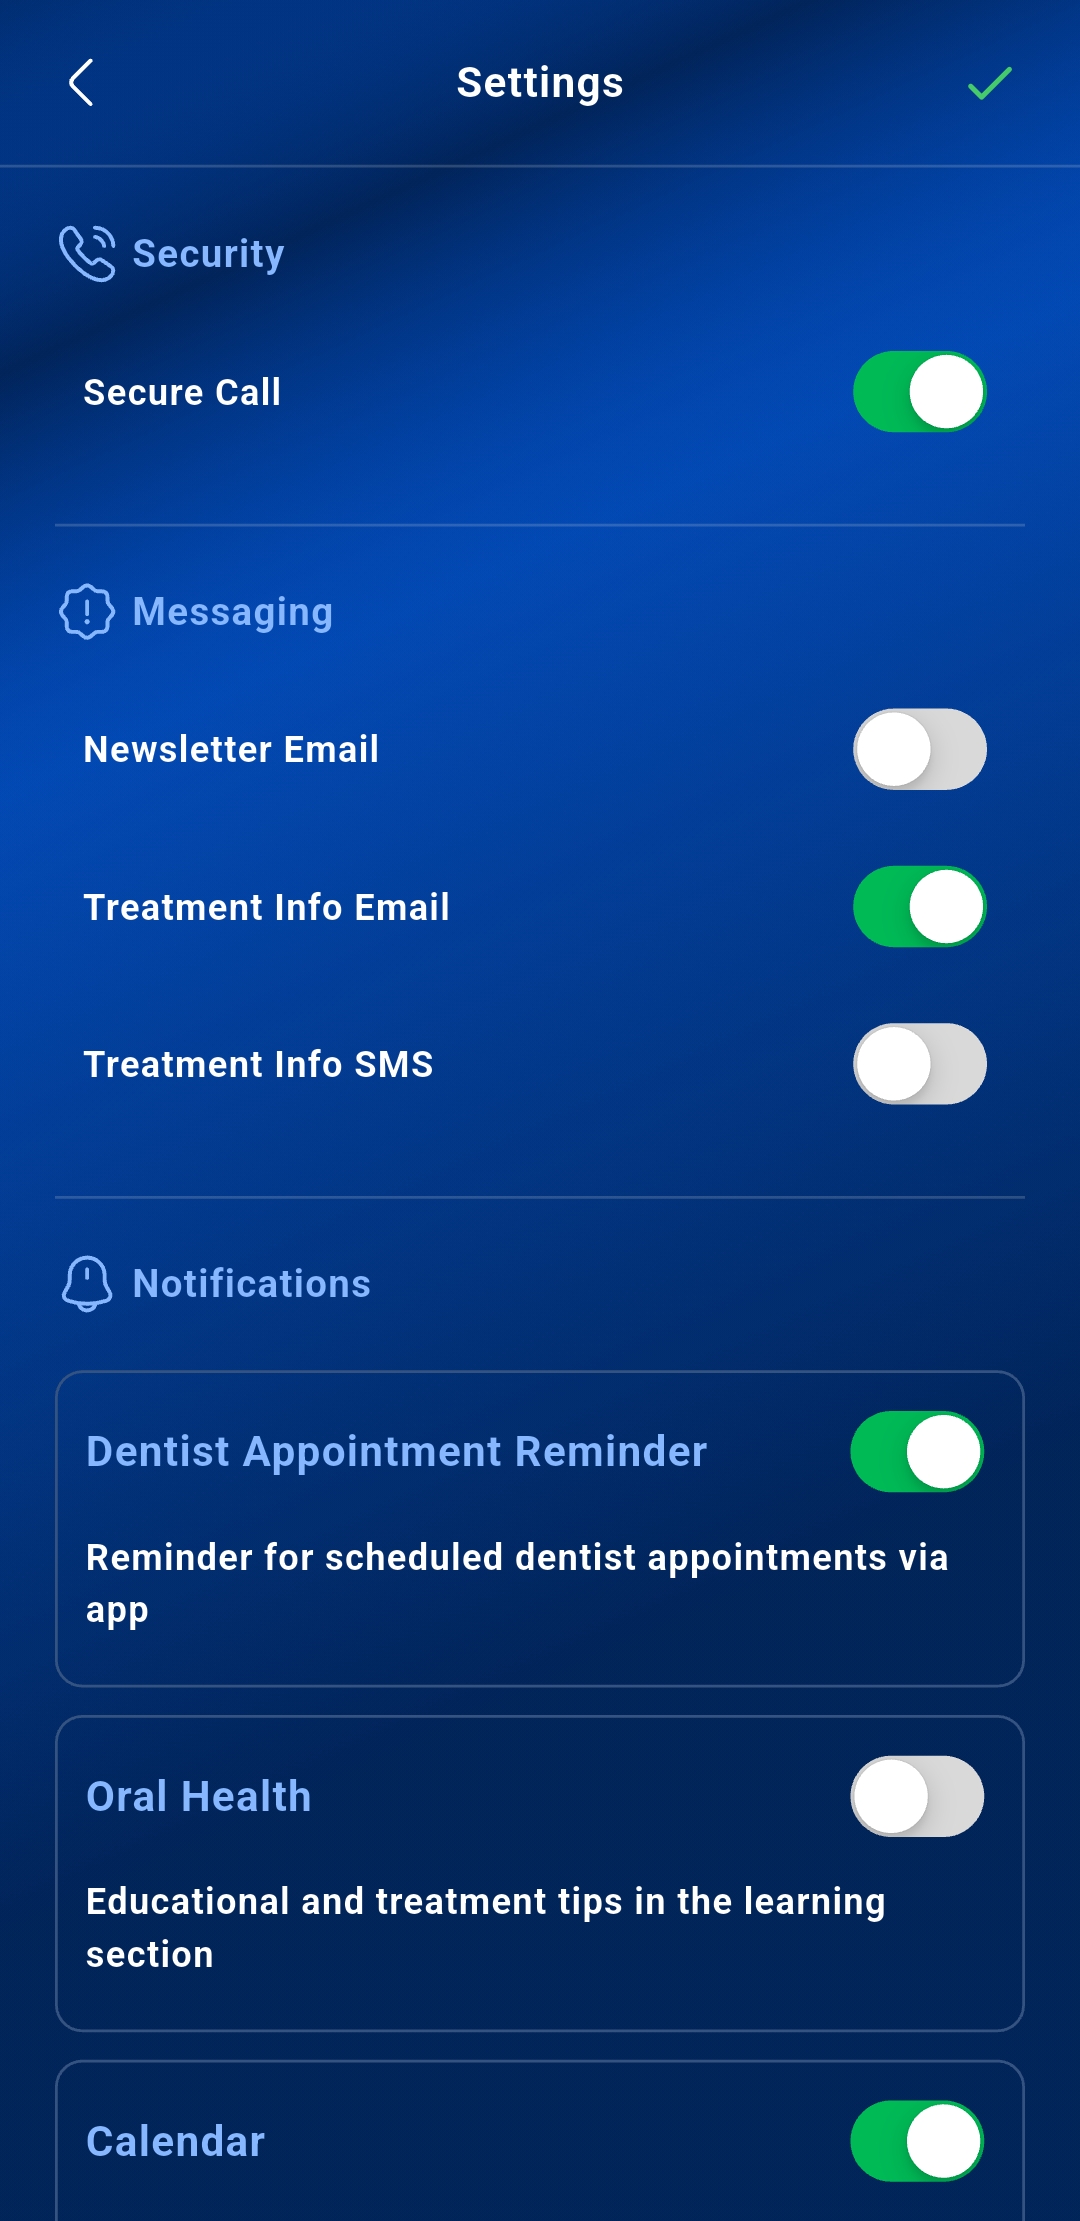 Settings
Security
Secure Call
Messaging
Newsletter Email
Treatment Info Email
Treatment Info SMS
Notifications
Dentist Appointment Reminder
Reminder for scheduled dentist appointments via
app
Oral Health
Educational and treatment tips in the learning
section
Calendar